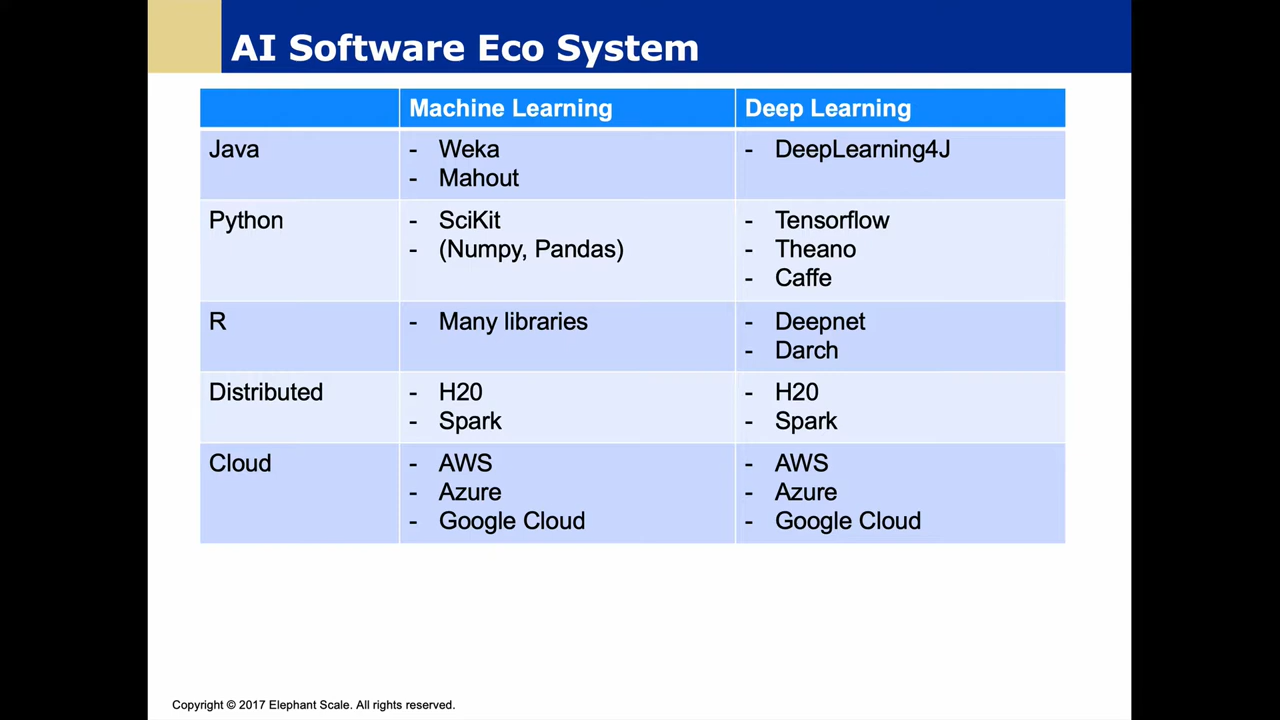 AI Software Eco System
Machine Learning
Deep Learning
Java
- Weka
- Mahout
- DeepLearning4J
Python
- SciKit
- (Numpy, Pandas)
- Tensorflow
- Theano
- Caffe
R
- Many libraries
- Deepnet
- Darch
Distributed
- H20
- Spark
- H20
- Spark
Cloud
- AWS
- Azure
- Google Cloud
- AWS
- Azure
- Google Cloud
Copyright © 2017 Elephant Scale. All rights reserved.